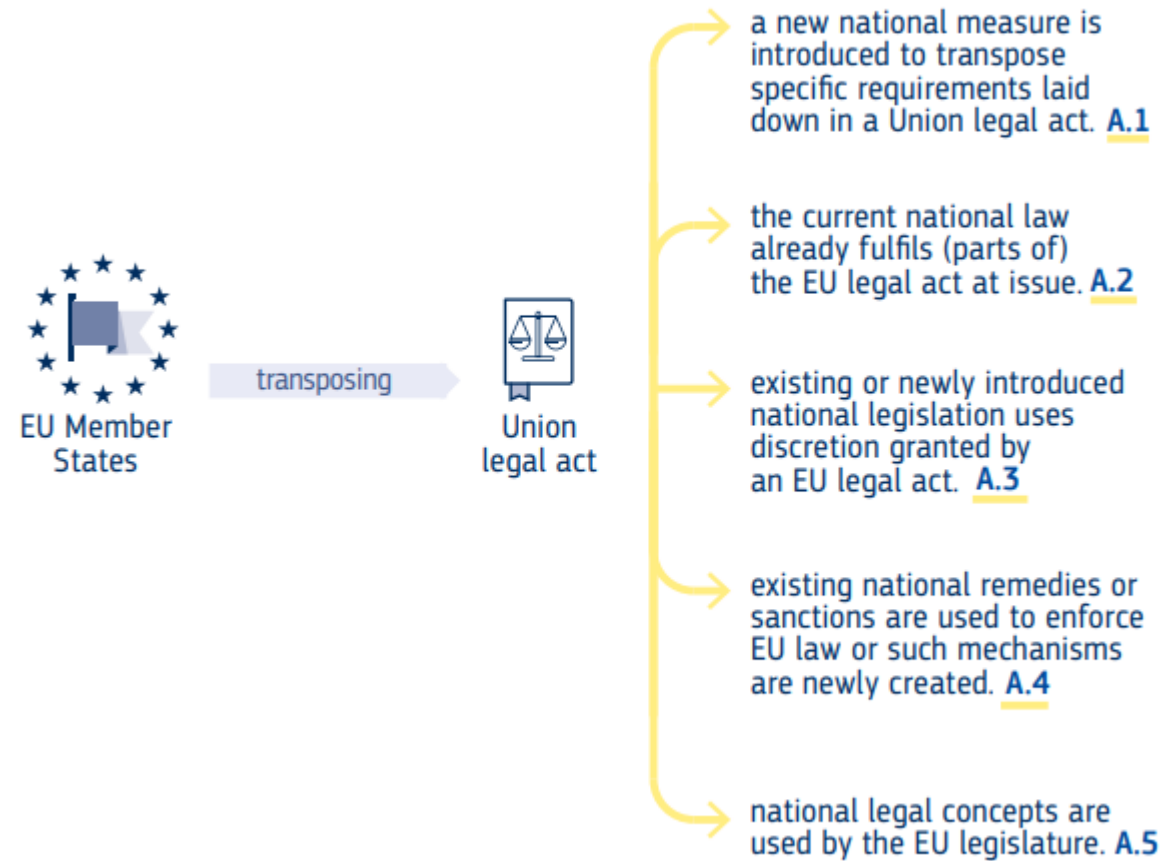 a new national measure is
introduced to transpose
specific requirements laid
down in a Union legal act. A.1
the current national law
already fulfils (parts of)
the EU legal act at issue. A.2
transposing
EU Member
States
Union
legal act
existing or newly introduced
national legislation uses
discretion granted by
an EU legal act. A.3
existing national remedies or
sanctions are used to enforce
EU law or such mechanisms
are newly created. A.4
national legal concepts are
used by the EU legislature. A.5